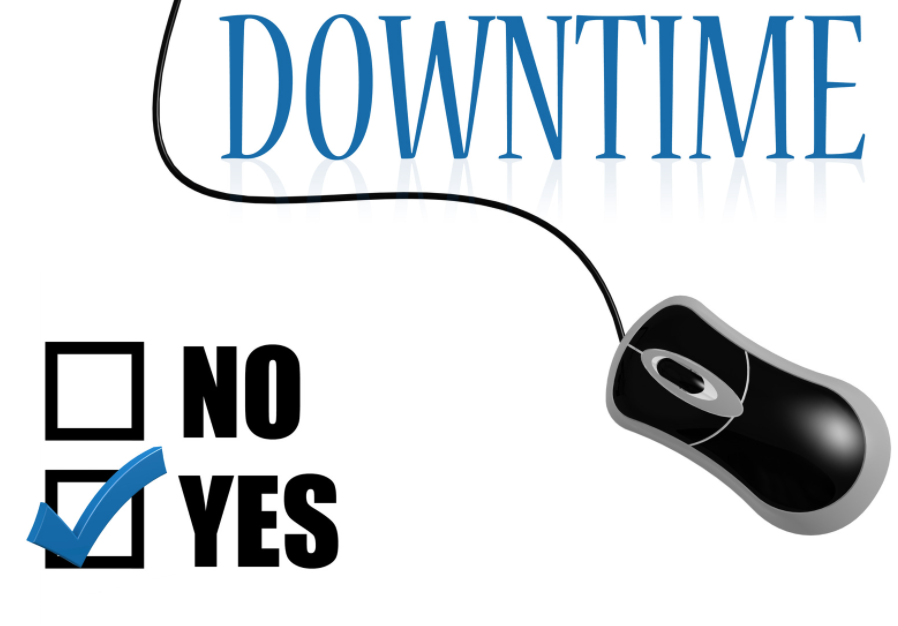 DOWNTIME
NO
YES